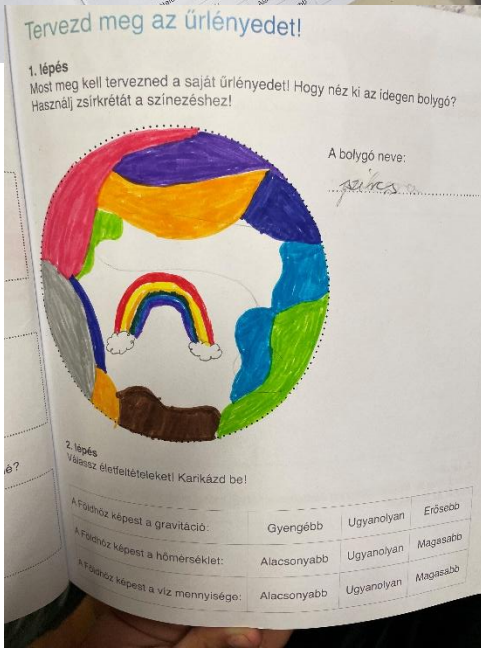 Tervezd meg az űrlényedet!
1. lépés
Most meg kell tervezned a saját űrlényedet! Hogy néz ki az idegen bolygó?
Használj zsírkrétát a színezéshez!
A bolygó neve:
2. lépés
Válassz életfeltételeket! Karikázd be!
A Földhöz képest a gravitáció: Gyengébb Ugyanolyan Erősebb
A Földhöz képest a hőmérséklet: Alacsonyabb Ugyanolyan Magasabb
A Földhöz képest a víz mennyisége: Alacsonyabb Ugyanolyan Magasabb